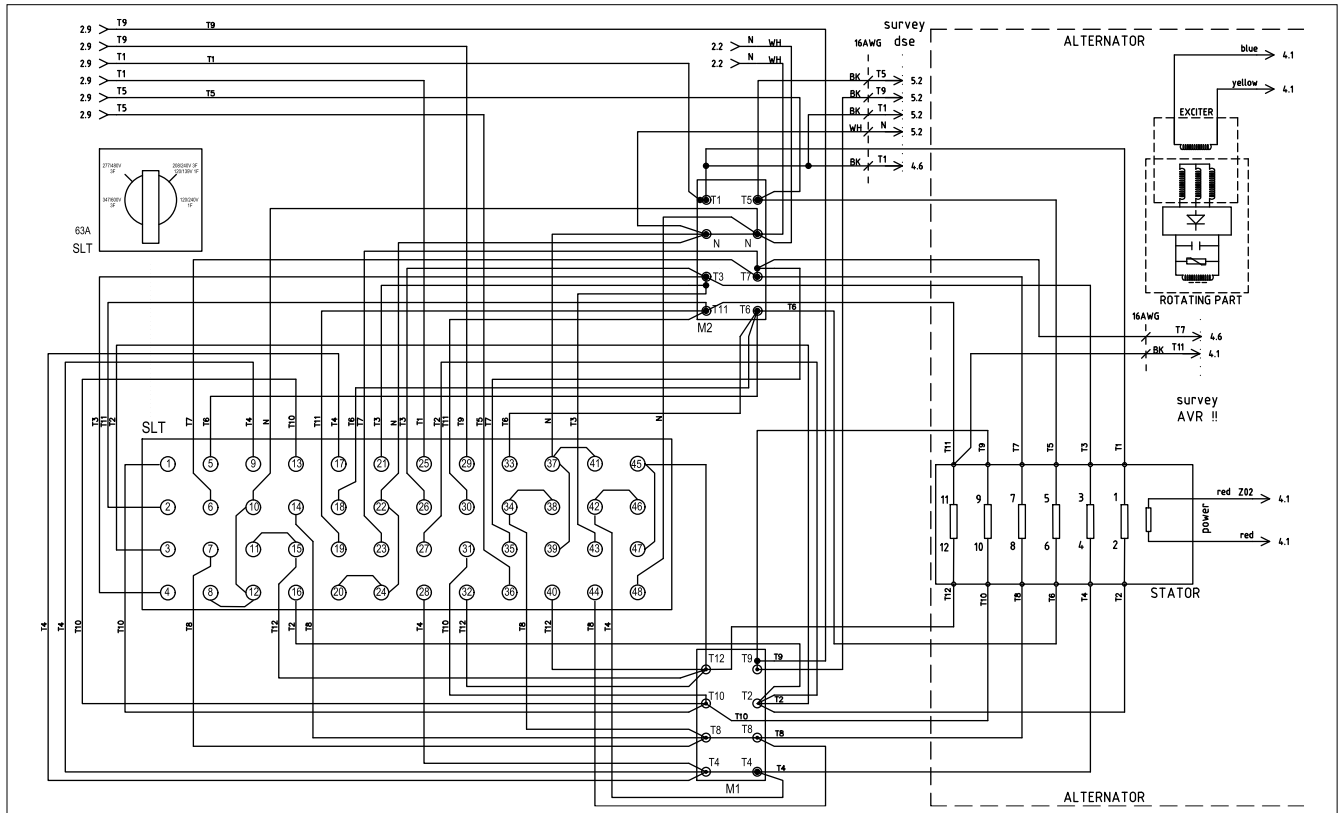 2.9 T9 T9
2.9 T9
2.9 T1 T1
2.9 T1
2.9 T5 T5
2.9 T5
2.2 N WH
2.2 N WH
survey
dse
16AWG
BK T5 5.2
BK T9 5.2
BK T1 5.2
WH N 5.2
BK T1 4.6
ALTERNATOR
blue 4.1
yellow 4.1
EXCITER
ROTATING PART
277/480V
3F
208/240V 3F
120/139V 1F
347/600V
3F
120/240V
1F
63A
SLT
T1 T5
N N
T3 T7
T11 T6 T6
M2
16AWG
T7 4.6
BK T11 4.1
survey
AVR !!
T3 T11 T2 T7 T6 T4 N T10 T11 T4 T6 T7 T3 N T3 T1 T2 T11 T9 T5 T7 T6 N T3 N
SLT
1 5 9 13 17 21 25 29 33 37 41 45
2 6 10 14 18 22 26 30 34 38 42 46
3 7 11 15 19 23 27 31 35 39 43 47
4 8 12 16 20 24 28 32 36 40 44 48
T4 T4 T10 T10 T8 T12 T2 T8 T4 T10 T12 T8 T12 T8 T4
T11 T9 T7 T5 T3 T1
11 9 7 5 3 1
12 10 8 6 4 2
T12 T10 T8 T6 T4 T2
power
red Z02 4.1
red 4.1
STATOR
T12 T9 T9
T10 T2 T2
T10
T8 T8 T8
T4 T4 T4
M1
ALTERNATOR